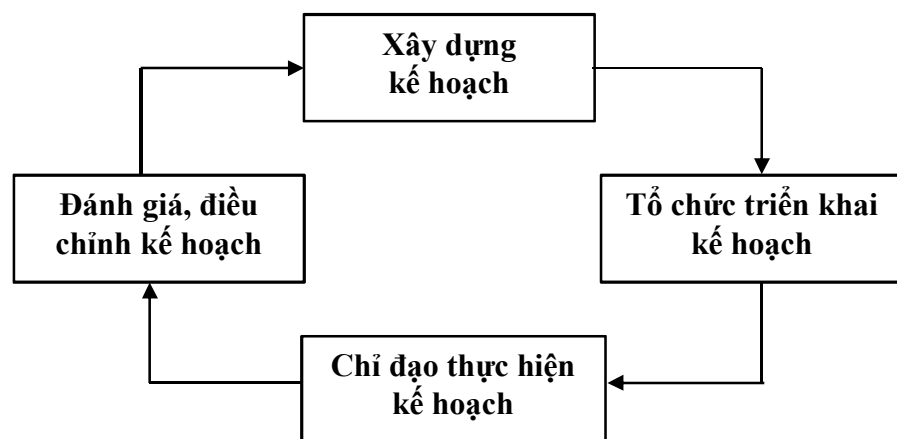 Xây dựng
kế hoạch
Đánh giá, điều
chỉnh kế hoạch
Tổ chức triển khai
kế hoạch
Chỉ đạo thực hiện
kế hoạch